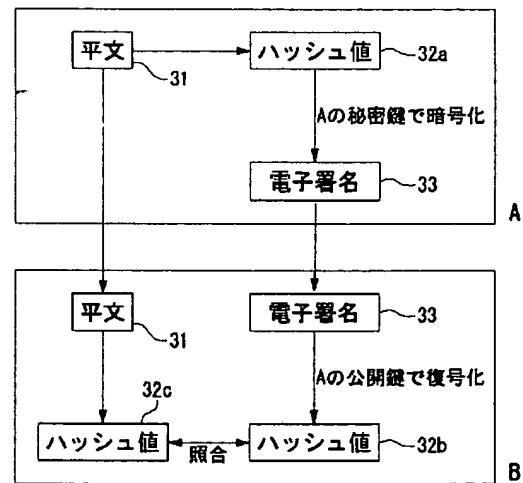 平文
ハッシュ値
32a
31
Aの秘密鍵で暗号化
電子署名
33
A
平文
電子署名
33
31
Aの公開鍵で復号化
32c
ハッシュ値
照合
ハッシュ値
32b
B